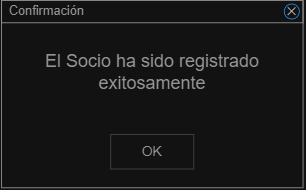 Confirmación
El Socio ha sido registrado
exitosamente
OK